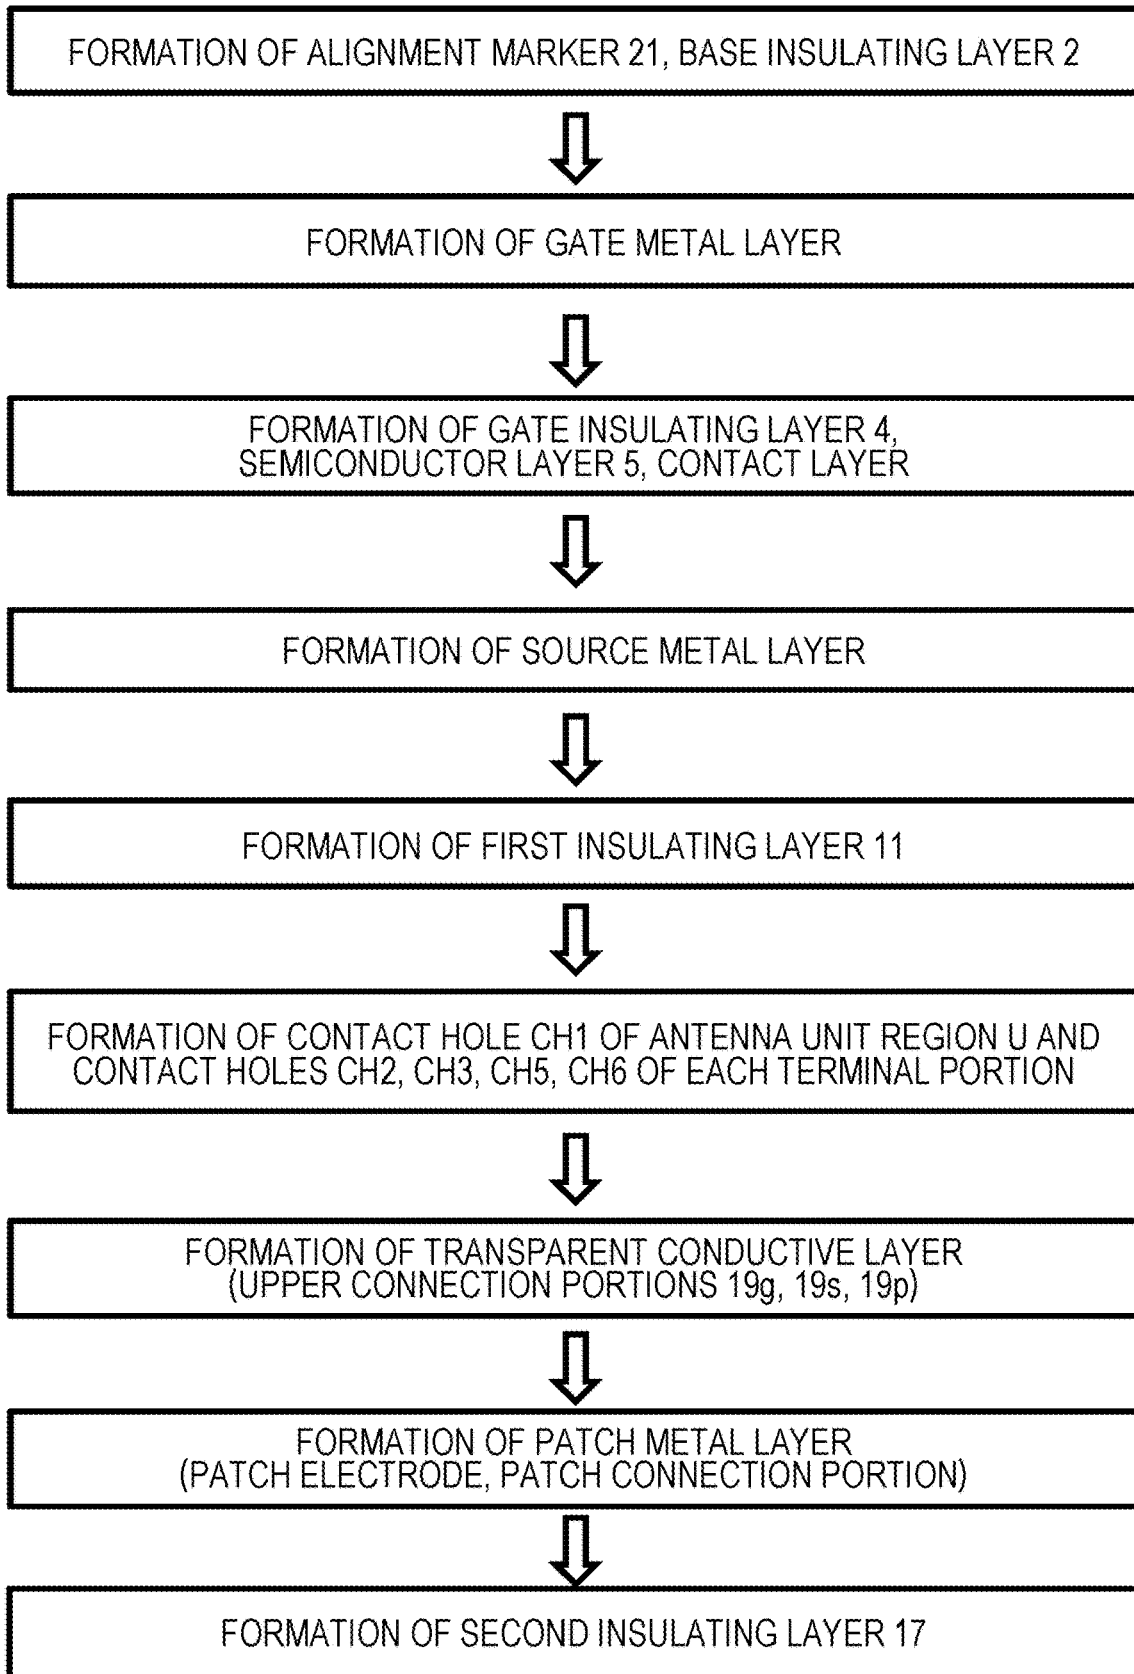 FORMATION OF ALIGNMENT MARKER 21, BASE INSULATING LAYER 2
FORMATION OF GATE METAL LAYER
FORMATION OF GATE INSULATING LAYER 4,
SEMICONDUCTOR LAYER 5, CONTACT LAYER
FORMATION OF SOURCE METAL LAYER
FORMATION OF FIRST INSULATING LAYER 11
FORMATION OF CONTACT HOLE CH1 OF ANTENNA UNIT REGION U AND
CONTACT HOLES CH2, CH3, CH5, CH6 OF EACH TERMINAL PORTION
FORMATION OF TRANSPARENT CONDUCTIVE LAYER
(UPPER CONNECTION PORTIONS 19g, 19s, 19p)
FORMATION OF PATCH METAL LAYER
(PATCH ELECTRODE, PATCH CONNECTION PORTION)
FORMATION OF SECOND INSULATING LAYER 17